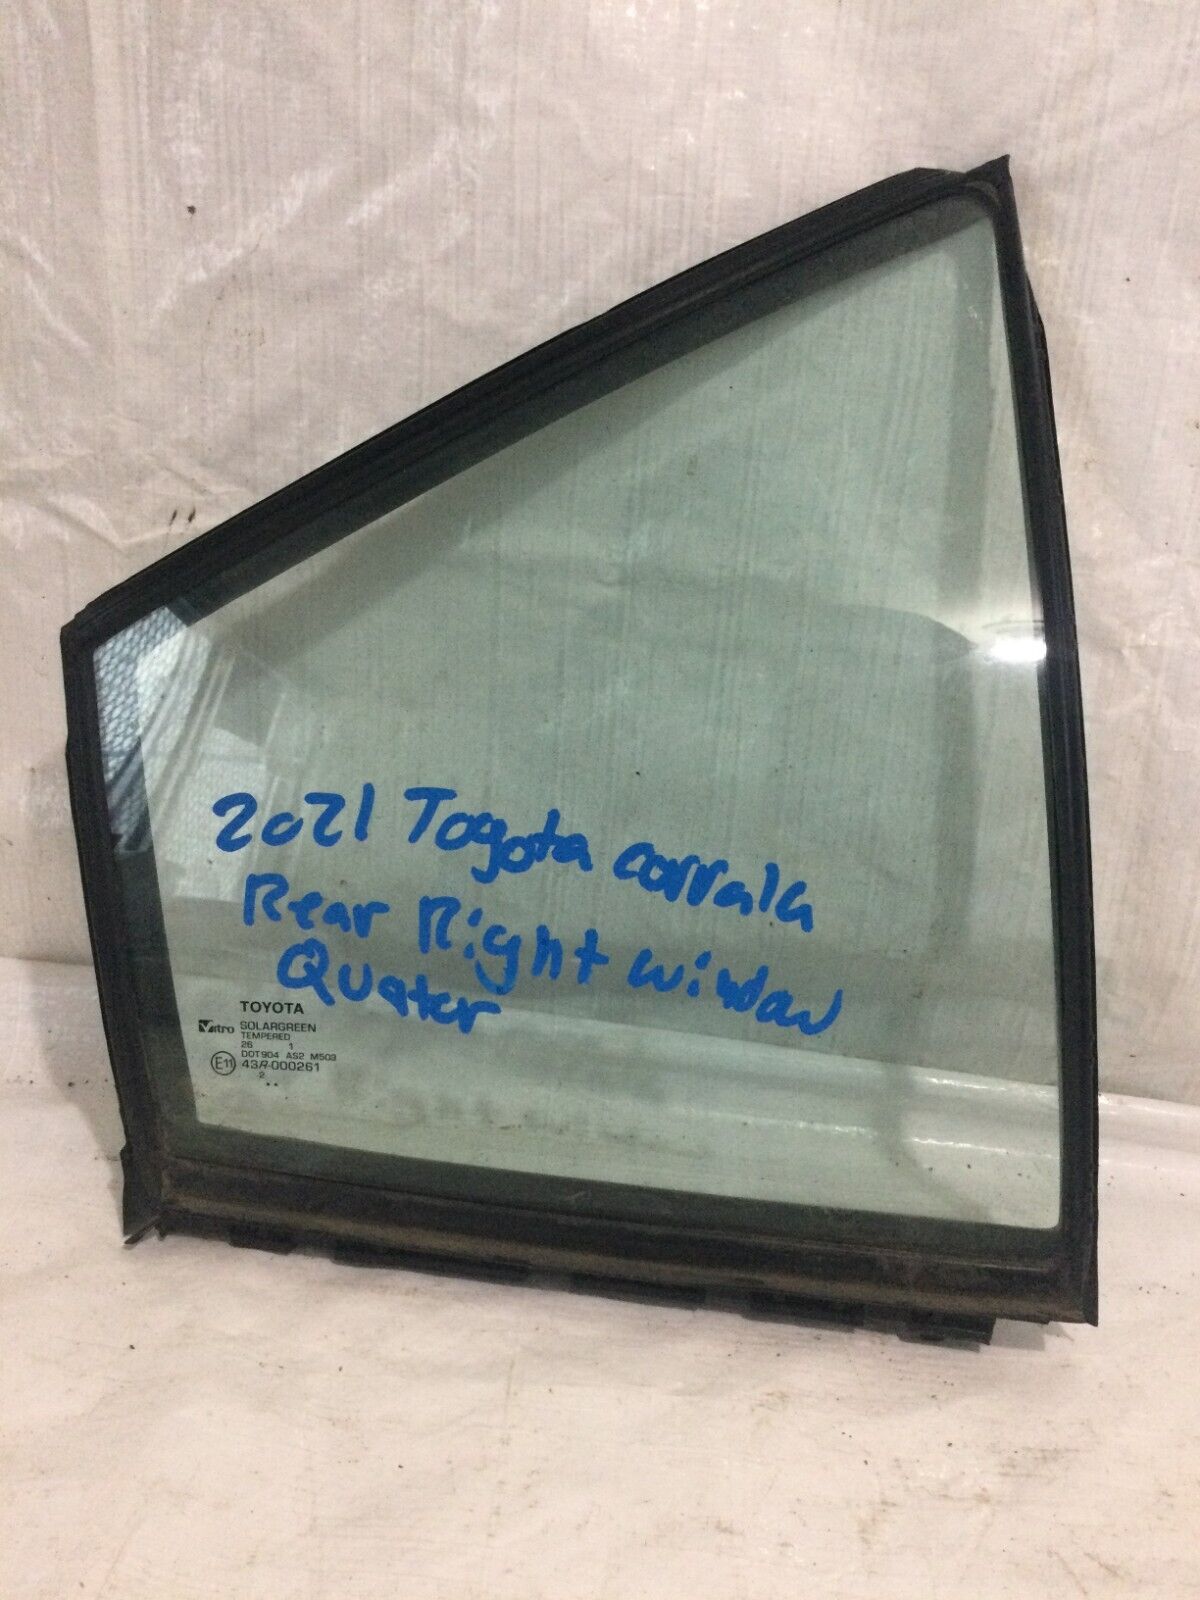 2021 Toyota corrala
Rear Right window
Quater
TOYOTA
Vitro SOLARGREEN
TEMPERED
26 1
DOT904 AS2 M503
E11 43R-000261
2
..